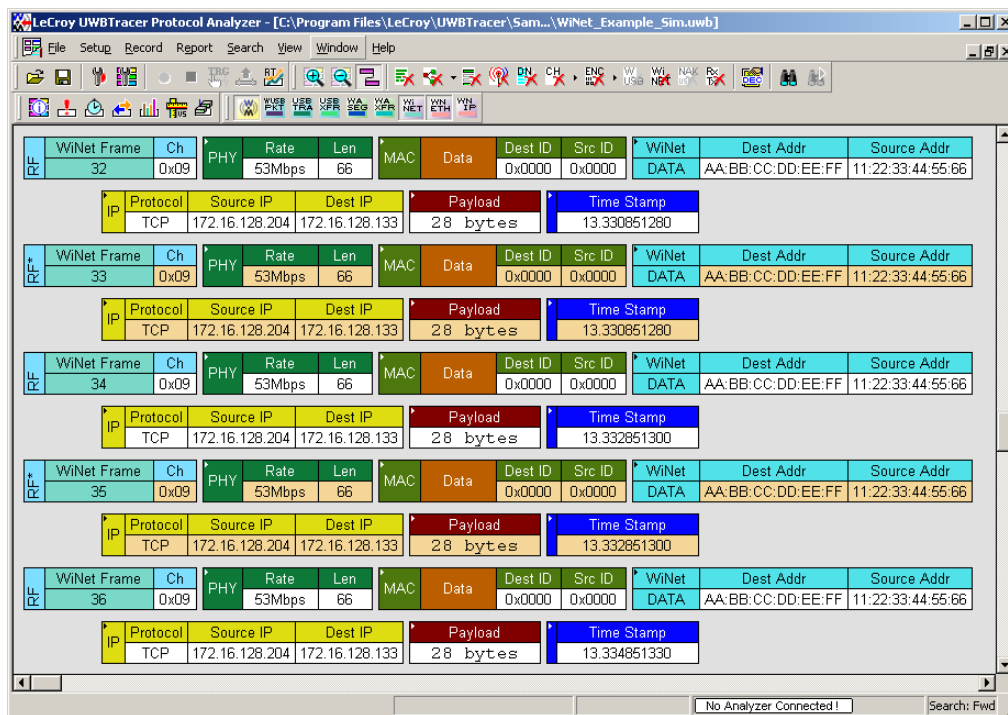 LeCroy UWBTracer Protocol Analyzer - [C:\Program Files\LeCroy\UWBTracer\Sam...\WiNet_Example_Sim.uwb]
File Setup Record Report Search View Window Help
RF WiNet Frame Ch PHY Rate Len MAC Data Dest ID Src ID WiNet Dest Addr Source Addr
32 0x09 53Mbps 66 0x0000 0x0000 DATA AA:BB:CC:DD:EE:FF 11:22:33:44:55:66
IP Protocol Source IP Dest IP Payload Time Stamp
TCP 172.16.128.204 172.16.128.133 28 bytes 13.330851280
RF* WiNet Frame Ch PHY Rate Len MAC Data Dest ID Src ID WiNet Dest Addr Source Addr
33 0x09 53Mbps 66 0x0000 0x0000 DATA AA:BB:CC:DD:EE:FF 11:22:33:44:55:66
IP Protocol Source IP Dest IP Payload Time Stamp
TCP 172.16.128.204 172.16.128.133 28 bytes 13.330851280
RF WiNet Frame Ch PHY Rate Len MAC Data Dest ID Src ID WiNet Dest Addr Source Addr
34 0x09 53Mbps 66 0x0000 0x0000 DATA AA:BB:CC:DD:EE:FF 11:22:33:44:55:66
IP Protocol Source IP Dest IP Payload Time Stamp
TCP 172.16.128.204 172.16.128.133 28 bytes 13.332851300
RF* WiNet Frame Ch PHY Rate Len MAC Data Dest ID Src ID WiNet Dest Addr Source Addr
35 0x09 53Mbps 66 0x0000 0x0000 DATA AA:BB:CC:DD:EE:FF 11:22:33:44:55:66
IP Protocol Source IP Dest IP Payload Time Stamp
TCP 172.16.128.204 172.16.128.133 28 bytes 13.332851300
RF WiNet Frame Ch PHY Rate Len MAC Data Dest ID Src ID WiNet Dest Addr Source Addr
36 0x09 53Mbps 66 0x0000 0x0000 DATA AA:BB:CC:DD:EE:FF 11:22:33:44:55:66
IP Protocol Source IP Dest IP Payload Time Stamp
TCP 172.16.128.204 172.16.128.133 28 bytes 13.334851330
No Analyzer Connected ! Search: Fwd